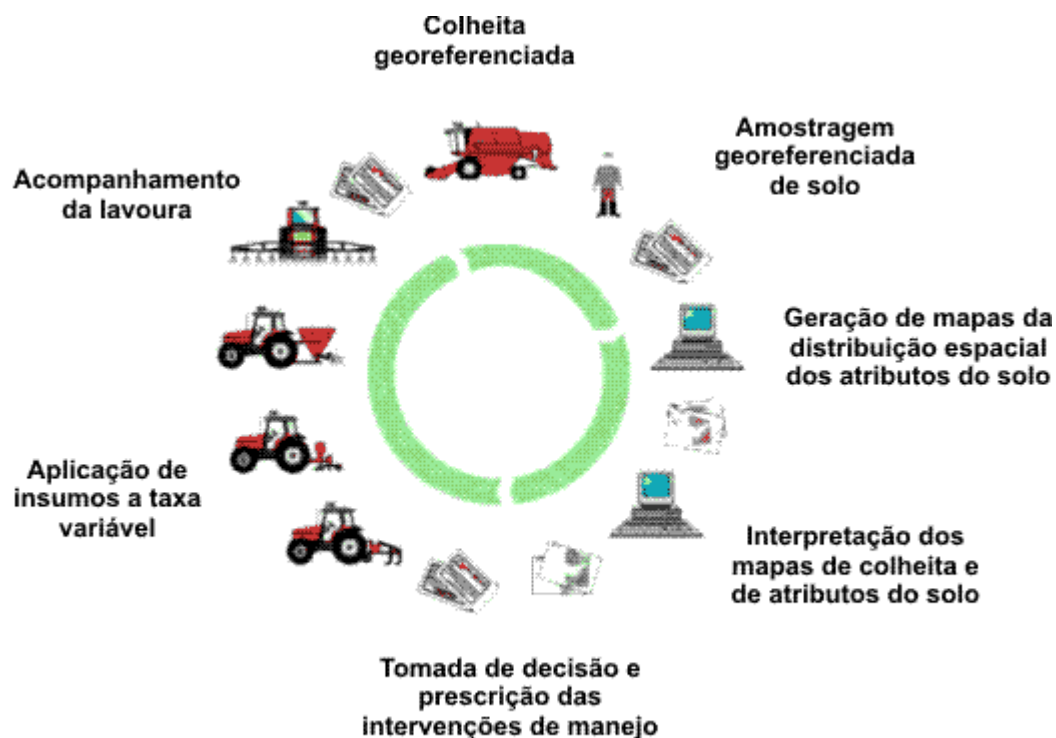 Colheita
georeferenciada
Amostragem
georeferenciada
de solo
Geração de mapas da
distribuição espacial
dos atributos do solo
Interpretação dos
mapas de colheita e
de atributos do solo
Tomada de decisão e
prescrição das
intervenções de manejo
Aplicação de
insumos a taxa
variável
Acompanhamento
da lavoura